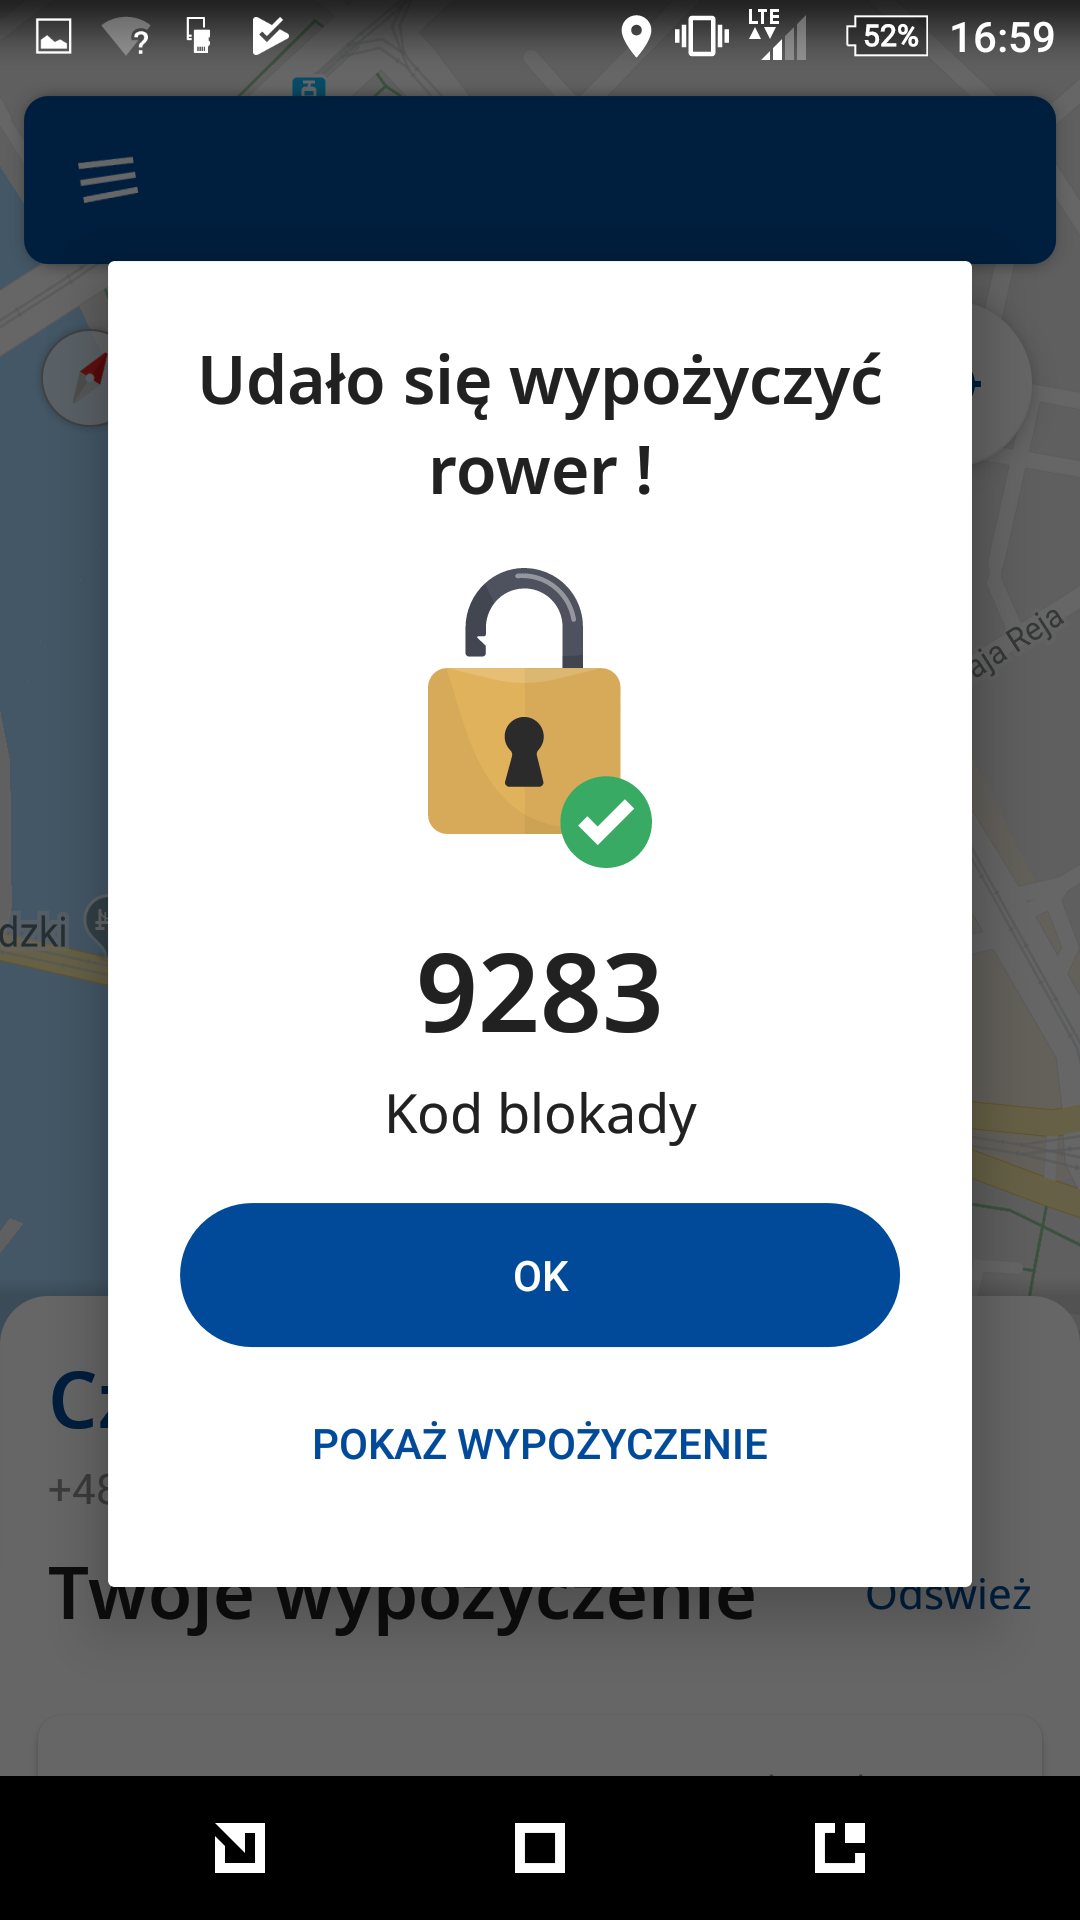 LTE
52%
16:59
Udało się wypożyczyć
rower !
aja Reja
dzki
9283
Kod blokady
OK
POKAŻ WYPOŻYCZENIE
+48
Twoje wypożyczenie
Odśwież